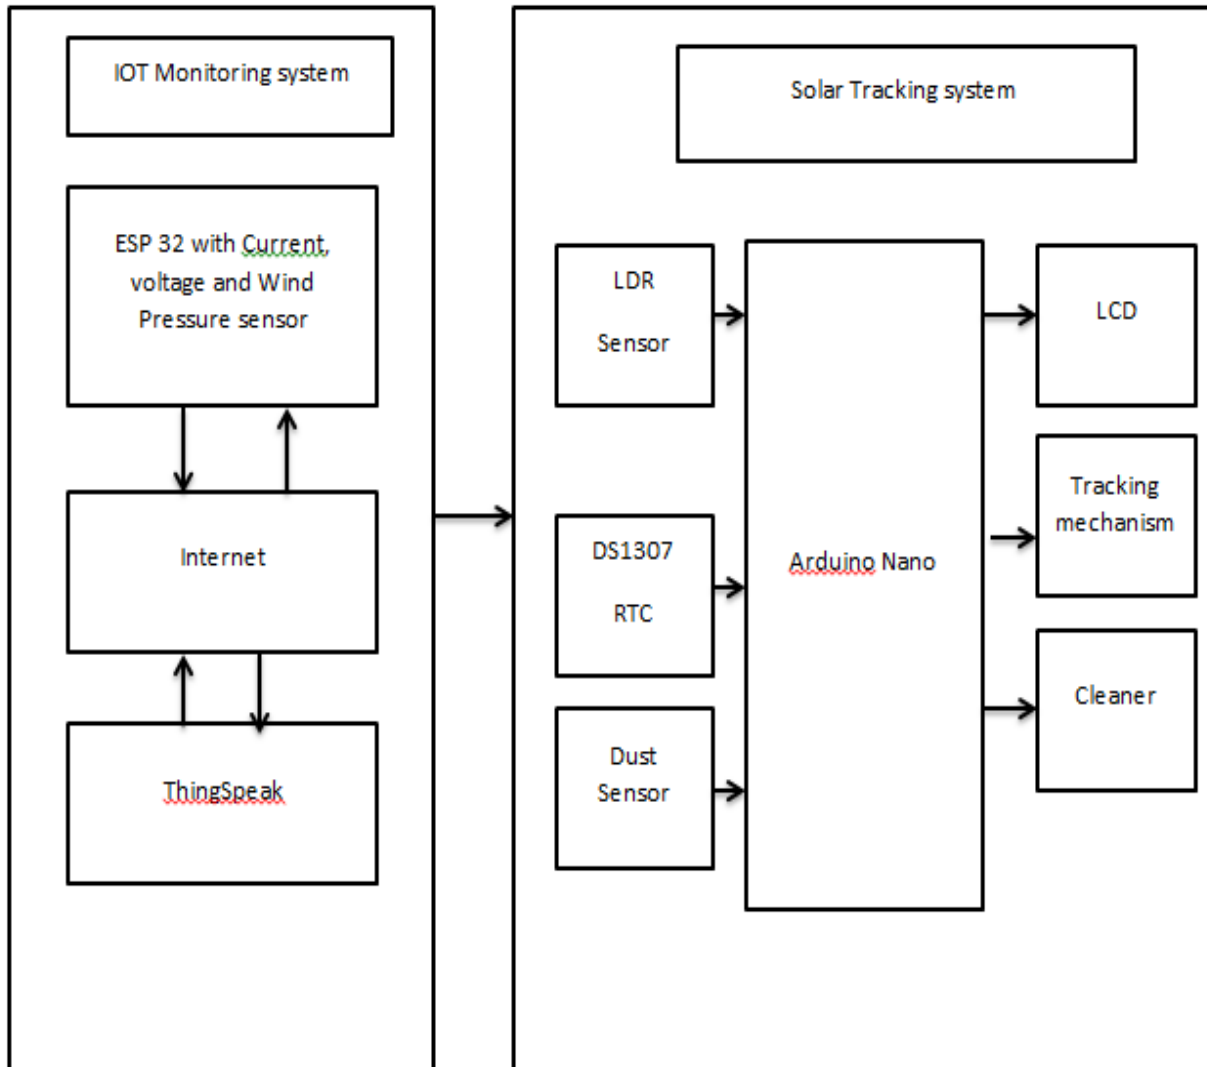 IOT Monitoring system
ESP 32 with Current,
voltage and Wind
Pressure sensor
Internet
ThingSpeak
Solar Tracking system
LDR
Sensor
DS1307
RTC
Dust
Sensor
Arduino Nano
LCD
Tracking
mechanism
Cleaner